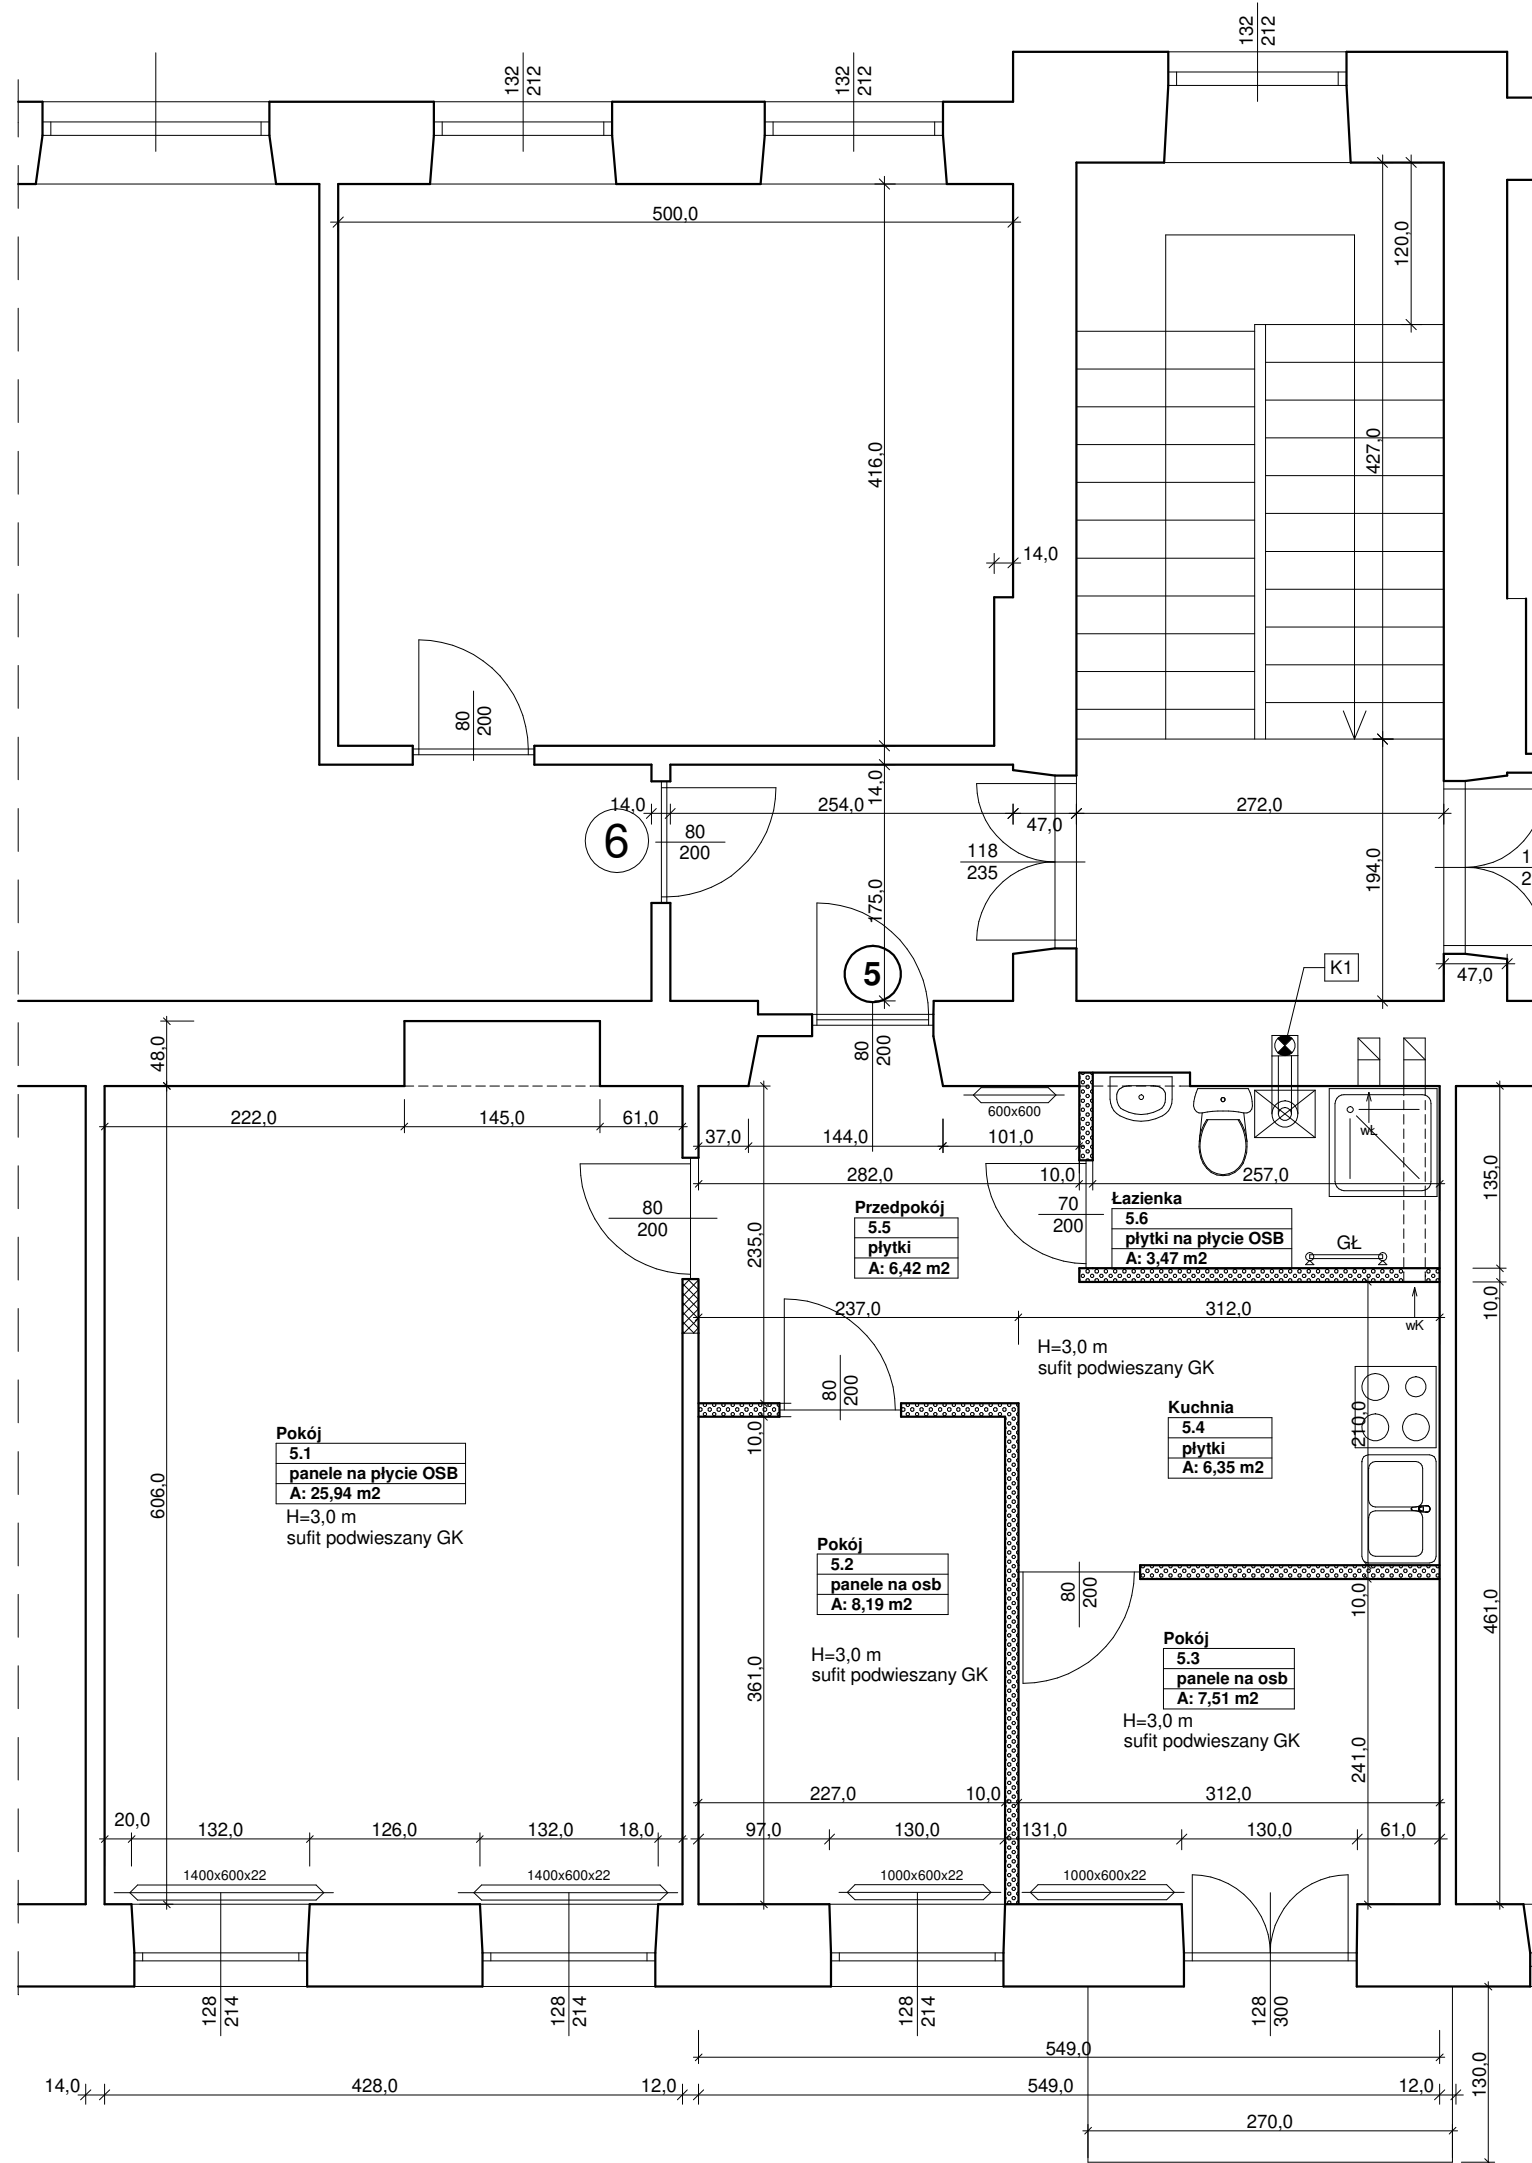 132
212
132
212
132
212
500,0
120,0
416,0
427,0
14,0
80
200
14,0
254,0
14,0
47,0
272,0
6
80
200
118
235
175,0
194,0
1
2
5
K1
47,0
48,0
80
200
222,0
145,0
61,0
37,0
144,0
101,0
600x600
wŁ
282,0
10,0
257,0
135,0
80
200
Przedpokój
5.5
płytki
A: 6,42 m2
70
200
Łazienka
5.6
płytki na płycie OSB
A: 3,47 m2
GŁ
235,0
237,0
312,0
10,0
wK
H=3,0 m
sufit podwieszany GK
80
200
10,0
Kuchnia
5.4
płytki
A: 6,35 m2
210,0
Pokój
5.1
panele na płycie OSB
A: 25,94 m2
H=3,0 m
sufit podwieszany GK
606,0
Pokój
5.2
panele na osb
A: 8,19 m2
H=3,0 m
sufit podwieszany GK
361,0
80
200
10,0
461,0
Pokój
5.3
panele na osb
A: 7,51 m2
H=3,0 m
sufit podwieszany GK
241,0
227,0
10,0
312,0
20,0
132,0
126,0
132,0
18,0
97,0
130,0
131,0
130,0
61,0
1400x600x22
1400x600x22
1000x600x22
1000x600x22
128
214
128
214
128
214
128
300
549,0
14,0
428,0
12,0
549,0
12,0
130,0
270,0